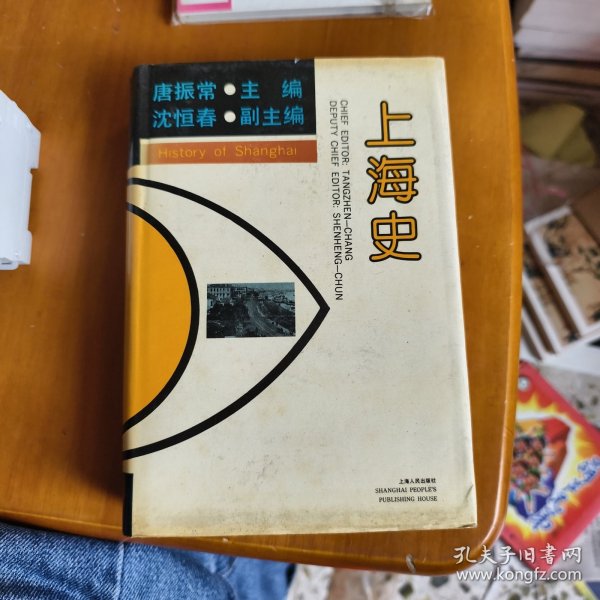 唐振常·主编
沈恒春·副主编
History of Shanghai
上海史
CHIEF EDITOR: TANGZHEN—CHANG
DEPUTY CHIEF EDITOR: SHENHENG—CHUN
上海人民出版社
SHANGHAI PEOPLE'S
PUBLISHING HOUSE
孔夫子旧书网
www.kongfz.com